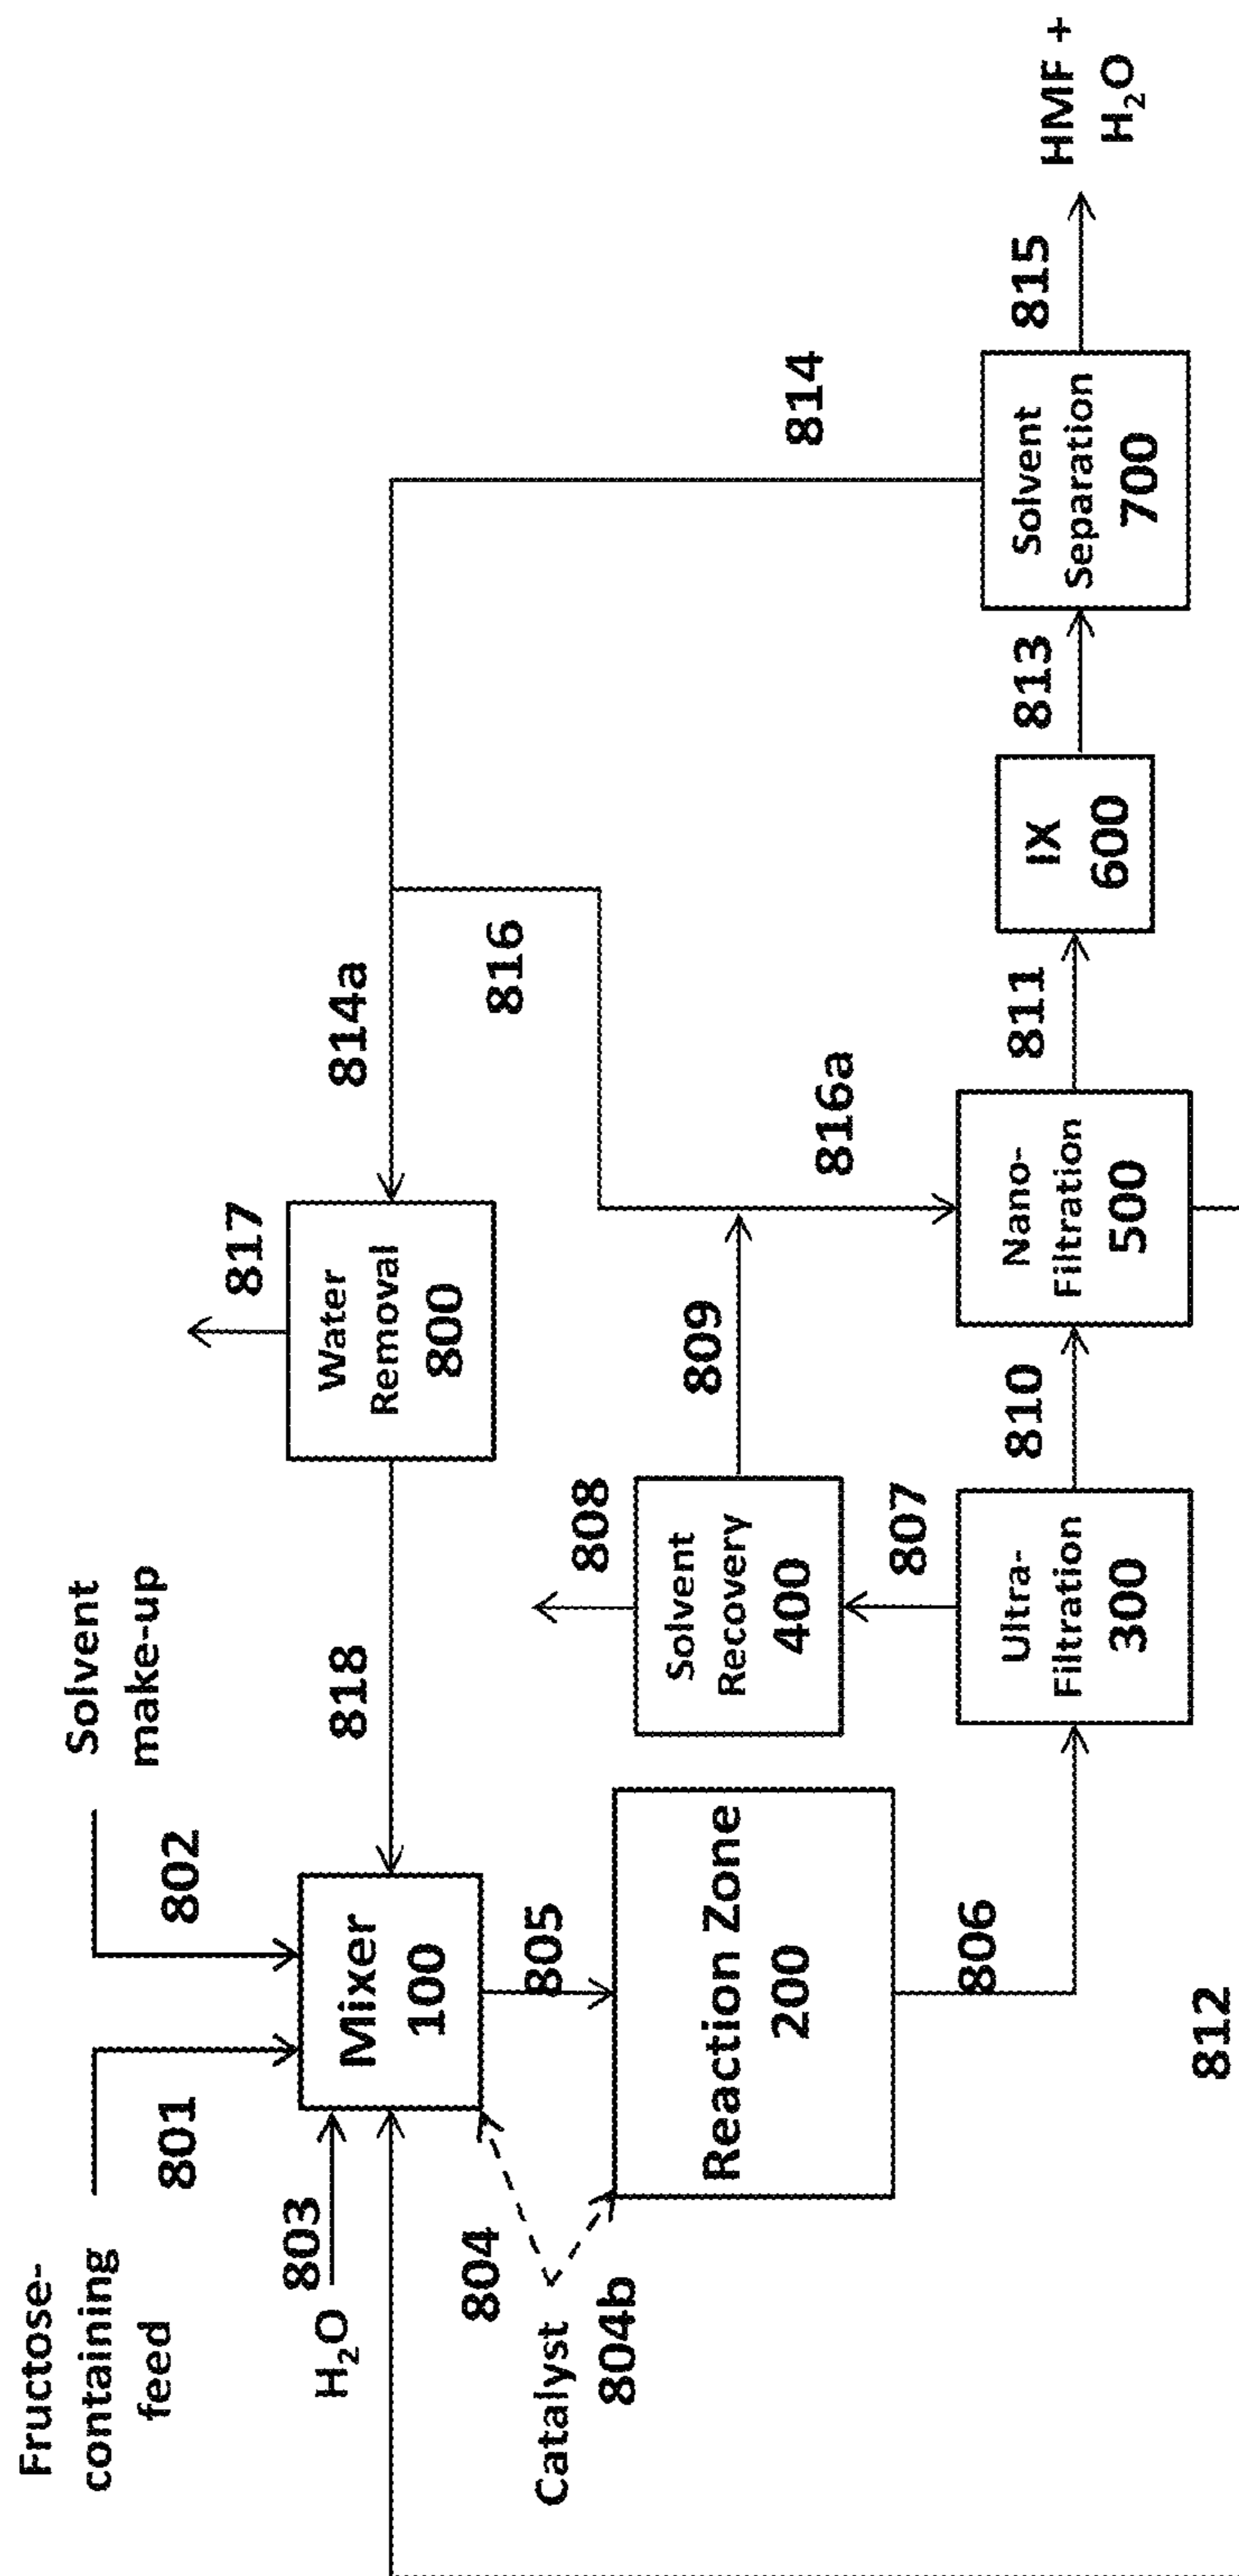 Fructose-
containing
feed
801
Solvent
make-up
802
803
H₂O
Mixer
100
818
817
Water
Removal
800
814a
814
816
804
Catalyst
804b
805
Reaction Zone
200
806
808
Solvent
Recovery
400
807
809
816a
Ultra-
Filtration
300
810
Nano-
Filtration
500
811
IX
600
813
Solvent
Separation
700
815
HMF +
H₂O
812